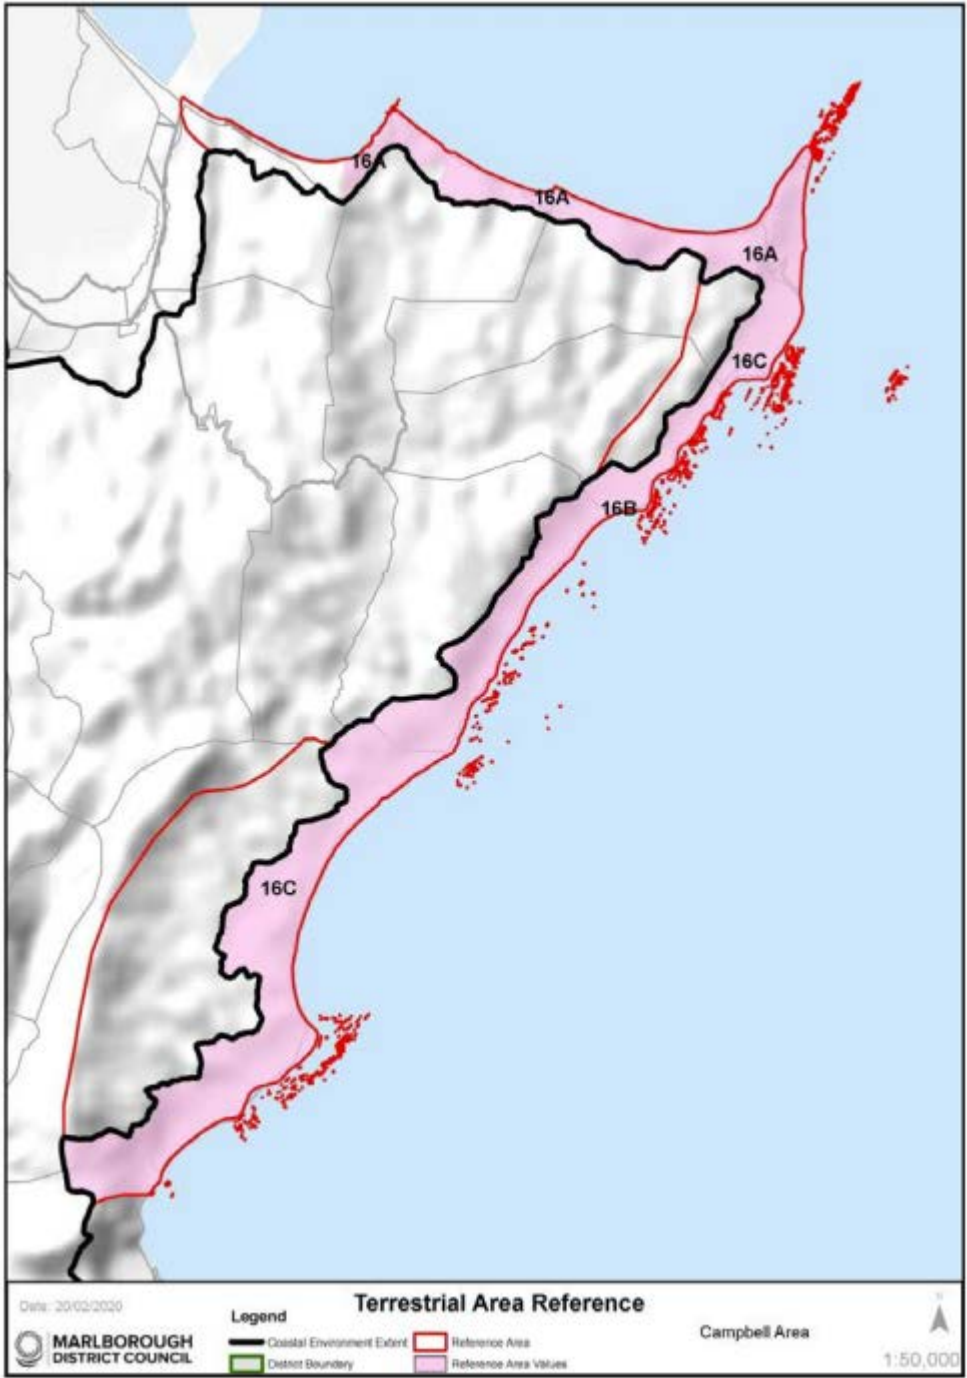 16A
16A
16A
16C
16B
16C
Date: 20/02/2020
Terrestrial Area Reference
Legend
Coastal Environment Extent
Reference Area
District Boundary
Reference Area Values
MARLBOROUGH
DISTRICT COUNCIL
Campbell Area
1:50,000